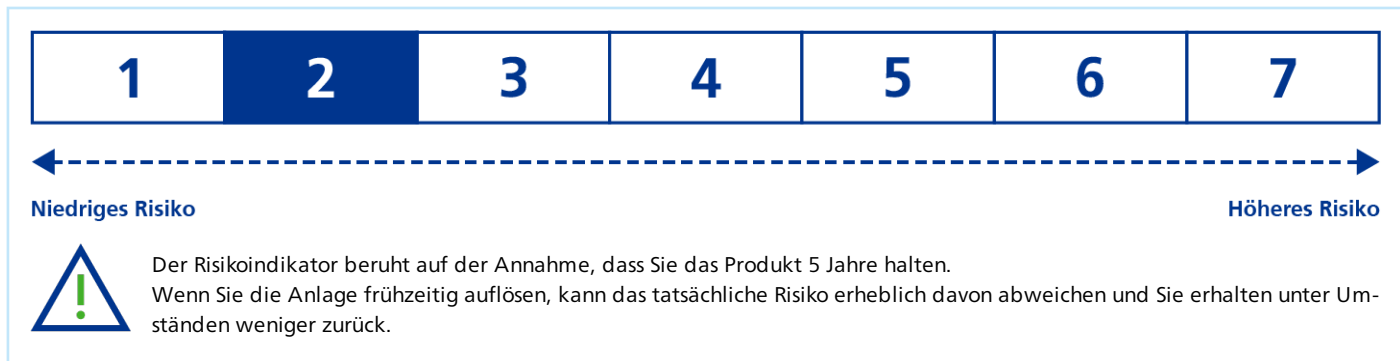 1 2 3 4 5 6 7
Niedriges Risiko Höheres Risiko
Der Risikoindikator beruht auf der Annahme, dass Sie das Produkt 5 Jahre halten.
Wenn Sie die Anlage frühzeitig auflösen, kann das tatsächliche Risiko erheblich davon abweichen und Sie erhalten unter Um-
ständen weniger zurück.